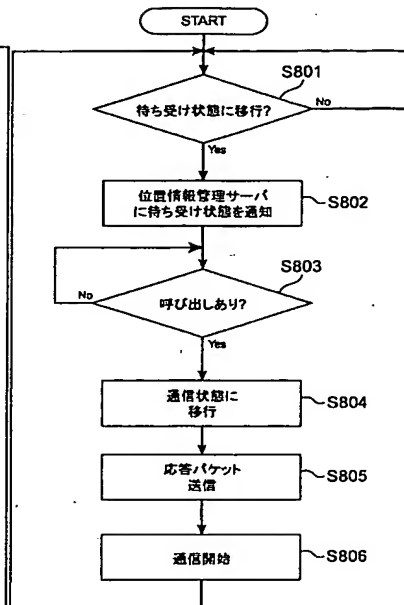 START
S801
待ち受け状態に移行?
No
Yes
位置情報管理サーバ
に待ち受け状態を通知
S802
S803
No
呼び出しあり?
Yes
通信状態に
移行
S804
応答パケット
送信
S805
通信開始
S806